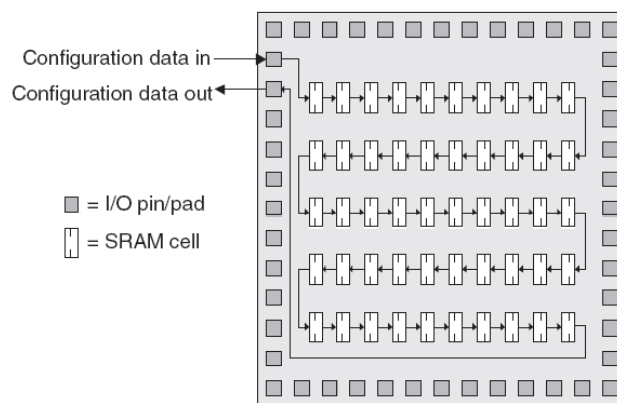 Configuration data in
Configuration data out
= I/O pin/pad
= SRAM cell